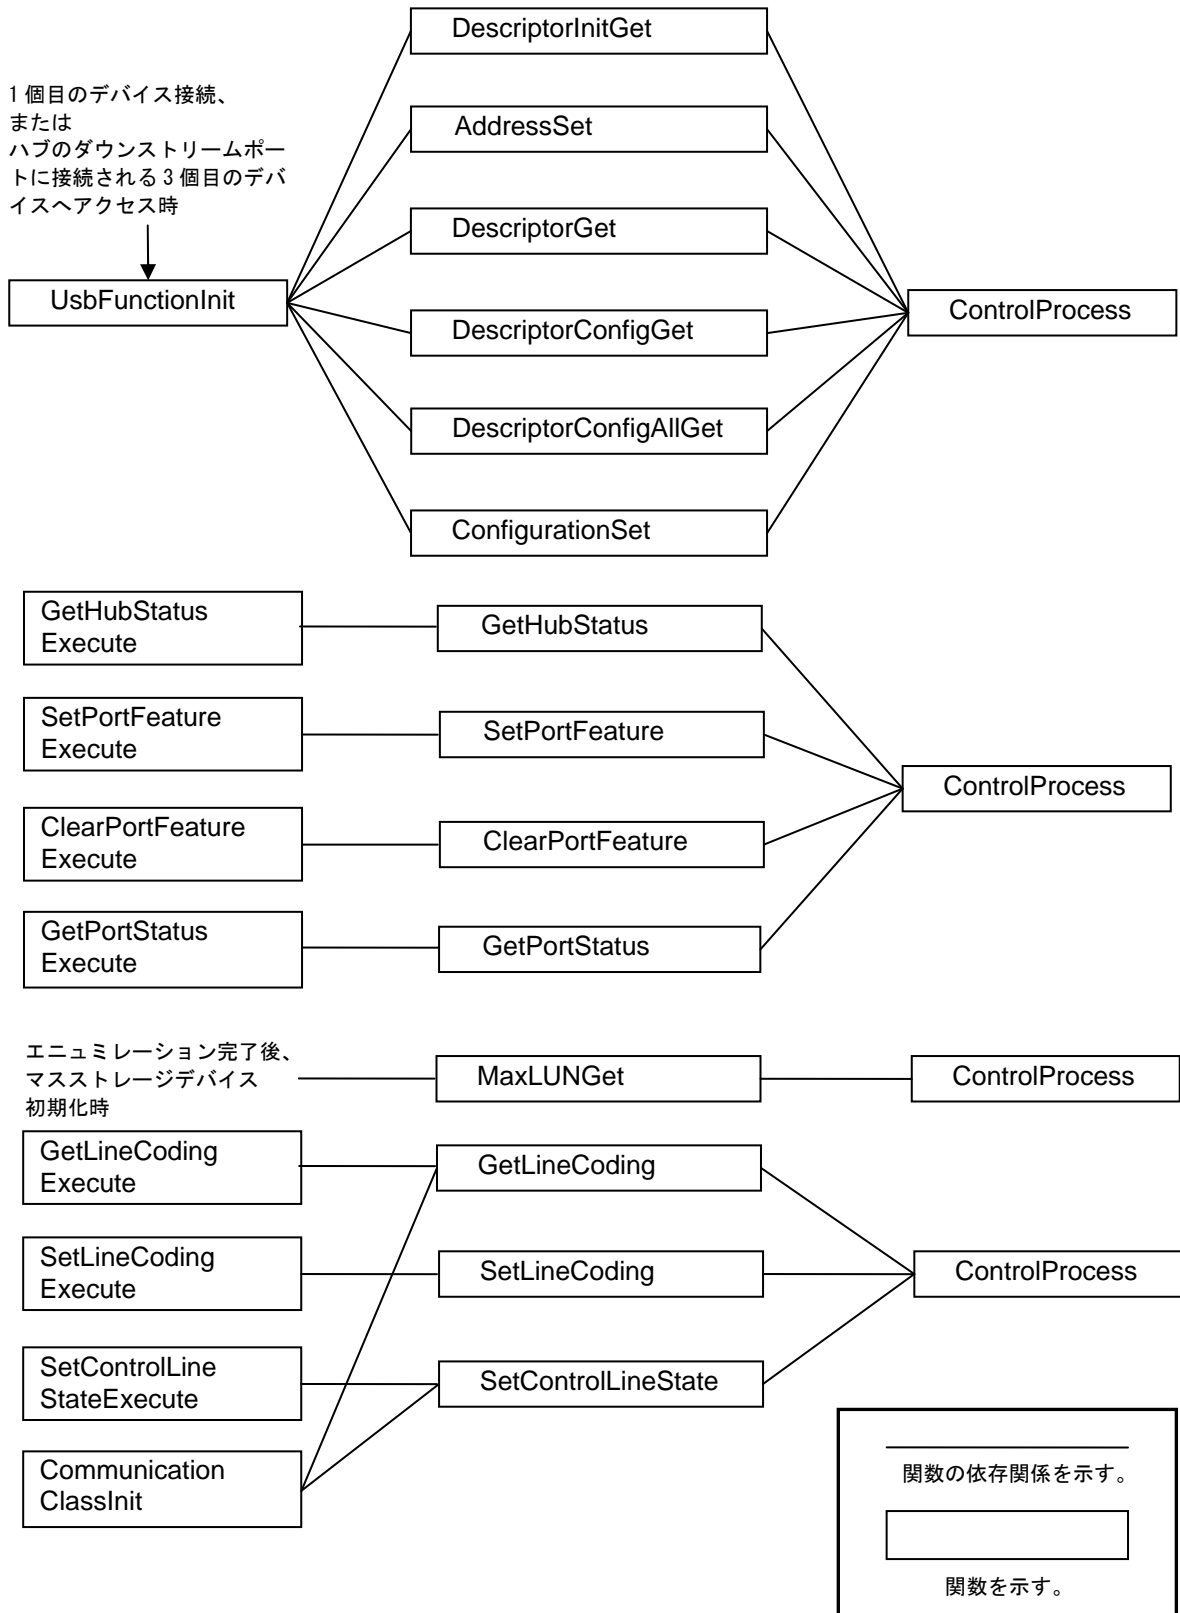 DescriptorInitGet
1 個目のデバイス接続、
または
ハブのダウンストリームポー
トに接続される 3 個目のデバ
イスへアクセス時
AddressSet
DescriptorGet
UsbFunctionInit
ControlProcess
DescriptorConfigGet
DescriptorConfigAllGet
ConfigurationSet
GetHubStatus
Execute
GetHubStatus
SetPortFeature
Execute
SetPortFeature
ControlProcess
ClearPortFeature
Execute
ClearPortFeature
GetPortStatus
Execute
GetPortStatus
エニュミレーション完了後、
マスストレージデバイス
初期化時
MaxLUNGet
ControlProcess
GetLineCoding
Execute
GetLineCoding
SetLineCoding
Execute
SetLineCoding
ControlProcess
SetControlLine
StateExecute
SetControlLineState
Communication
ClassInit
関数の依存関係を示す。
関数を示す。